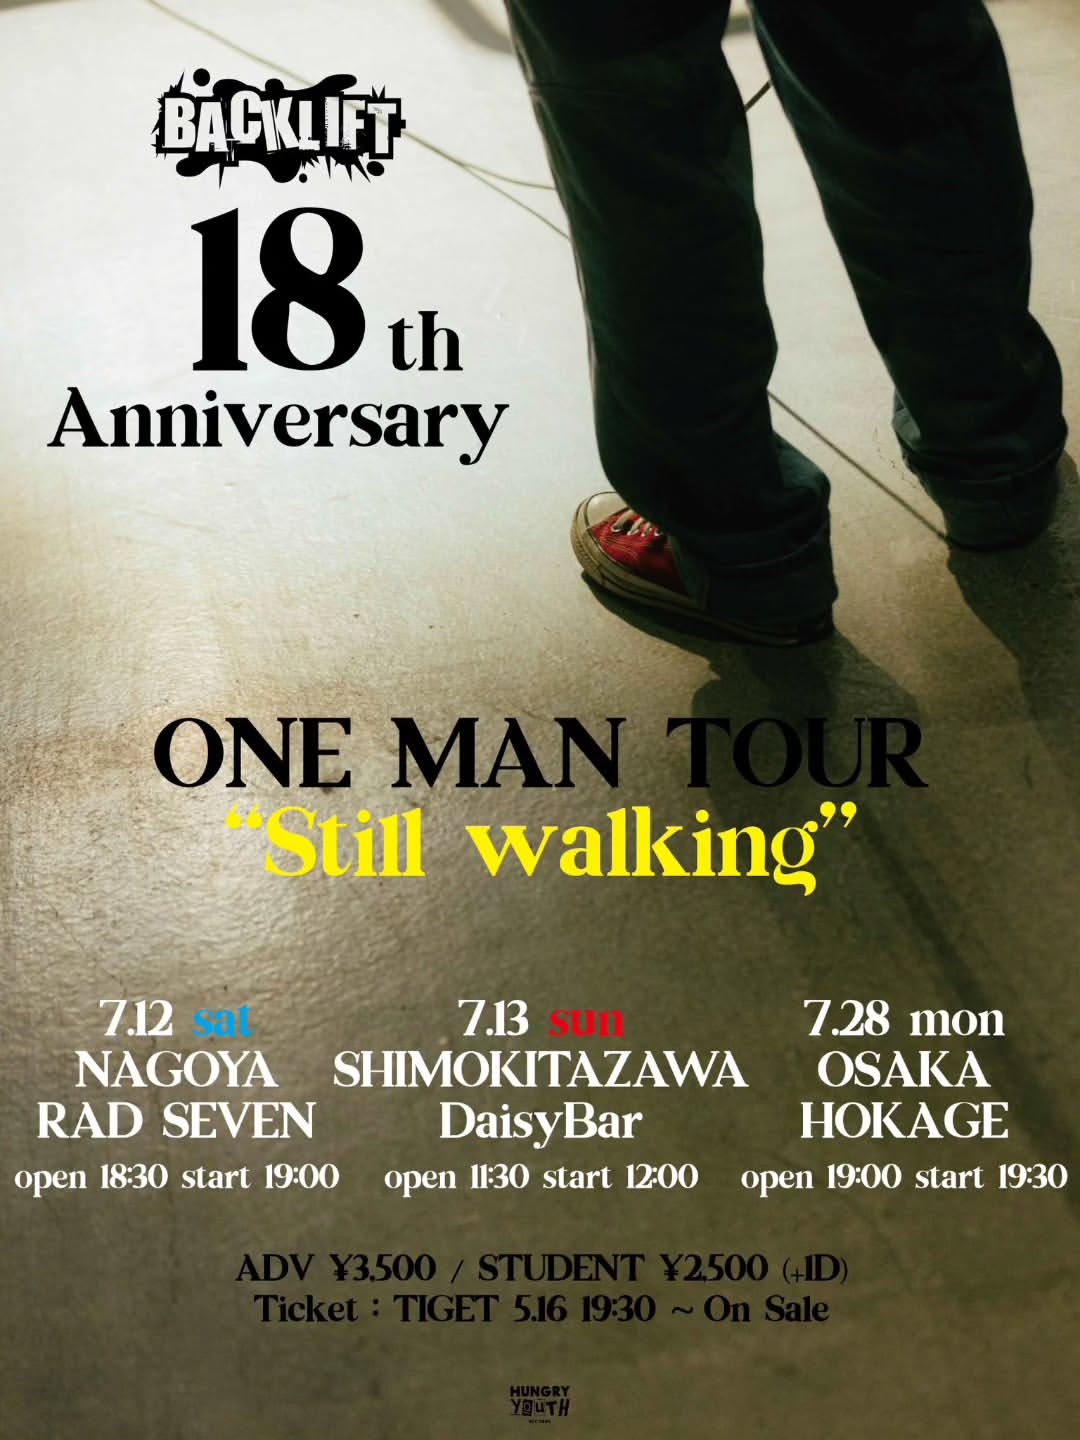 BACKLIFT
18th
Anniversary
ONE MAN TOUR
“Still walking”
7.12 sat
NAGOYA
RAD SEVEN
open 18:30 start 19:00
7.13 sun
SHIMOKITAZAWA
DaisyBar
open 11:30 start 12:00
7.28 mon
OSAKA
HOKAGE
open 19:00 start 19:30
ADV ¥3,500 / STUDENT ¥2,500 (+1D)
Ticket : TIGET 5.16 19:30 ~ On Sale
HUNGRY
YOUTH
RECORDS